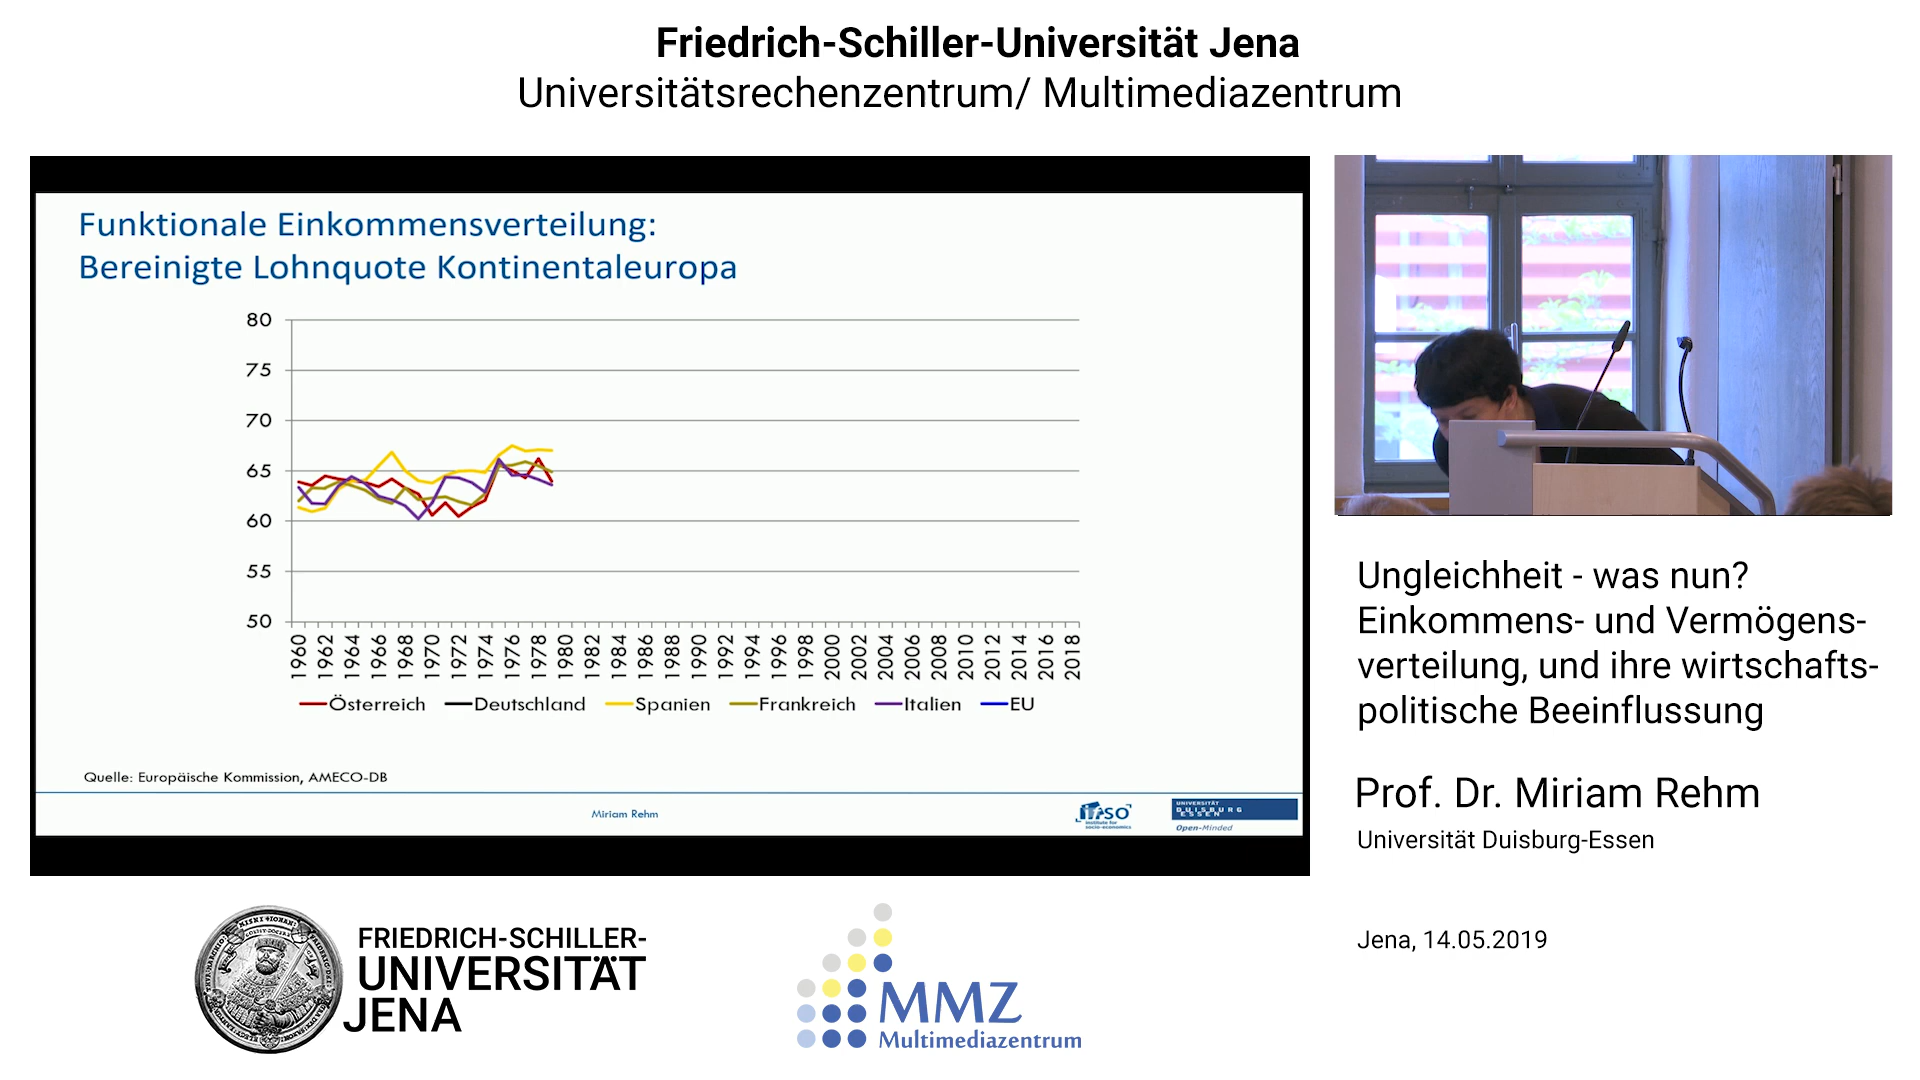 Friedrich-Schiller-Universität Jena
Universitätsrechenzentrum/ Multimediazentrum
Funktionale Einkommensverteilung:
Bereinigte Lohnquote Kontinentaleuropa
80
75
70
65
60
55
50
1960 1962 1964 1966 1968 1970 1972 1974 1976 1978 1980 1982 1984 1986 1988 1990 1992 1994 1996 1998 2000 2002 2004 2006 2008 2010 2012 2014 2016 2018
Österreich Deutschland Spanien Frankreich Italien EU
Quelle: Europäische Kommission, AMECO-DB
Miriam Rehm
UNIVERSITÄT
DUISBURG
ESSEN
Open-Minded
Ungleichheit - was nun?
Einkommens- und Vermögens-
verteilung, und ihre wirtschafts-
politische Beeinflussung
Prof. Dr. Miriam Rehm
Universität Duisburg-Essen
Jena, 14.05.2019
FRIEDRICH-SCHILLER-
UNIVERSITÄT
JENA
MMZ
Multimediazentrum